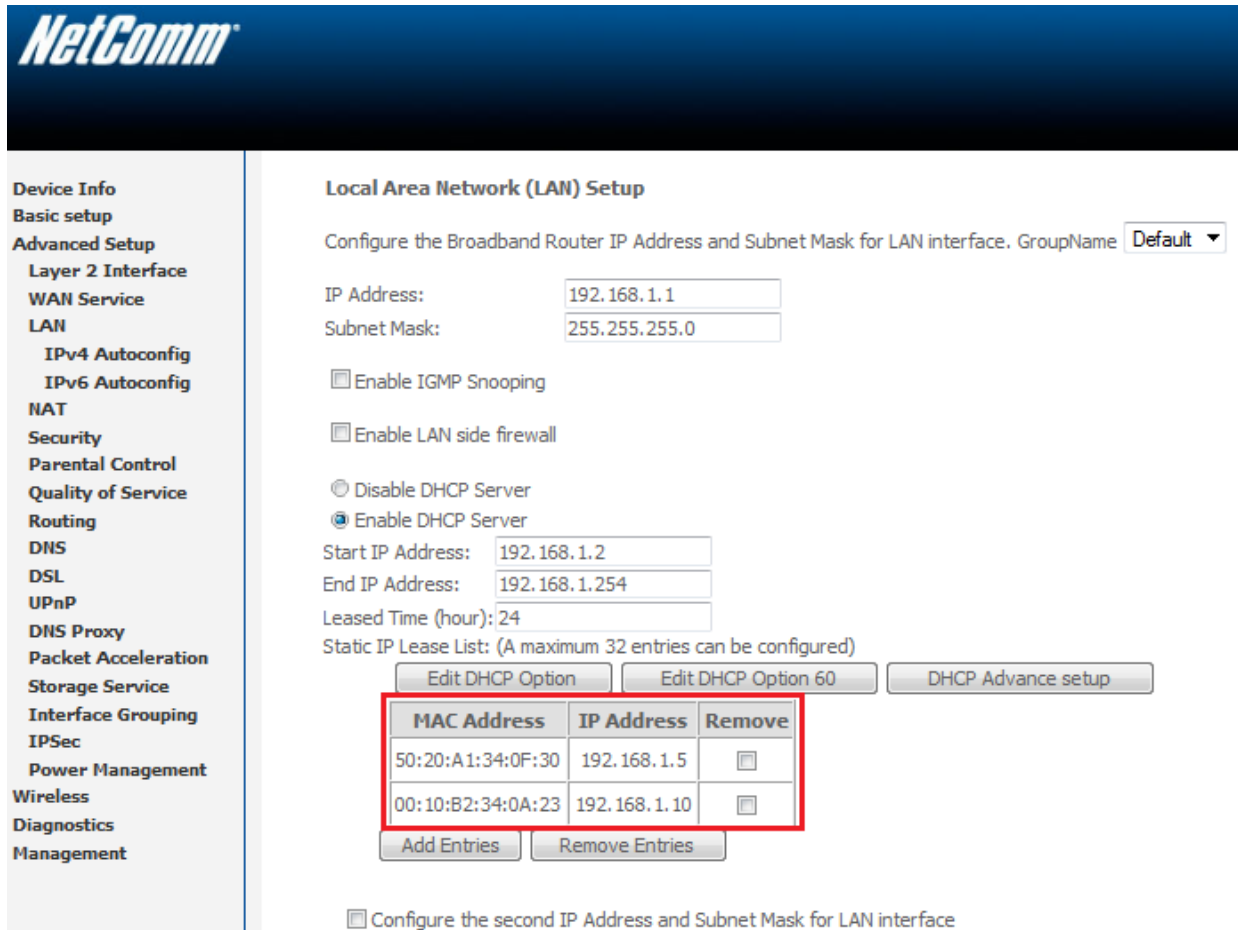 NetComm
Device Info
Basic setup
Advanced Setup
Layer 2 Interface
WAN Service
LAN
IPv4 Autoconfig
IPv6 Autoconfig
NAT
Security
Parental Control
Quality of Service
Routing
DNS
DSL
UPnP
DNS Proxy
Packet Acceleration
Storage Service
Interface Grouping
IPSec
Power Management
Wireless
Diagnostics
Management
Local Area Network (LAN) Setup
Configure the Broadband Router IP Address and Subnet Mask for LAN interface. GroupName Default
IP Address: 192.168.1.1
Subnet Mask: 255.255.255.0
Enable IGMP Snooping
Enable LAN side firewall
Disable DHCP Server
Enable DHCP Server
Start IP Address: 192.168.1.2
End IP Address: 192.168.1.254
Leased Time (hour): 24
Static IP Lease List: (A maximum 32 entries can be configured)
Edit DHCP Option Edit DHCP Option 60 DHCP Advance setup
MAC Address IP Address Remove
50:20:A1:34:0F:30 192.168.1.5
00:10:B2:34:0A:23 192.168.1.10
Add Entries Remove Entries
Configure the second IP Address and Subnet Mask for LAN interface